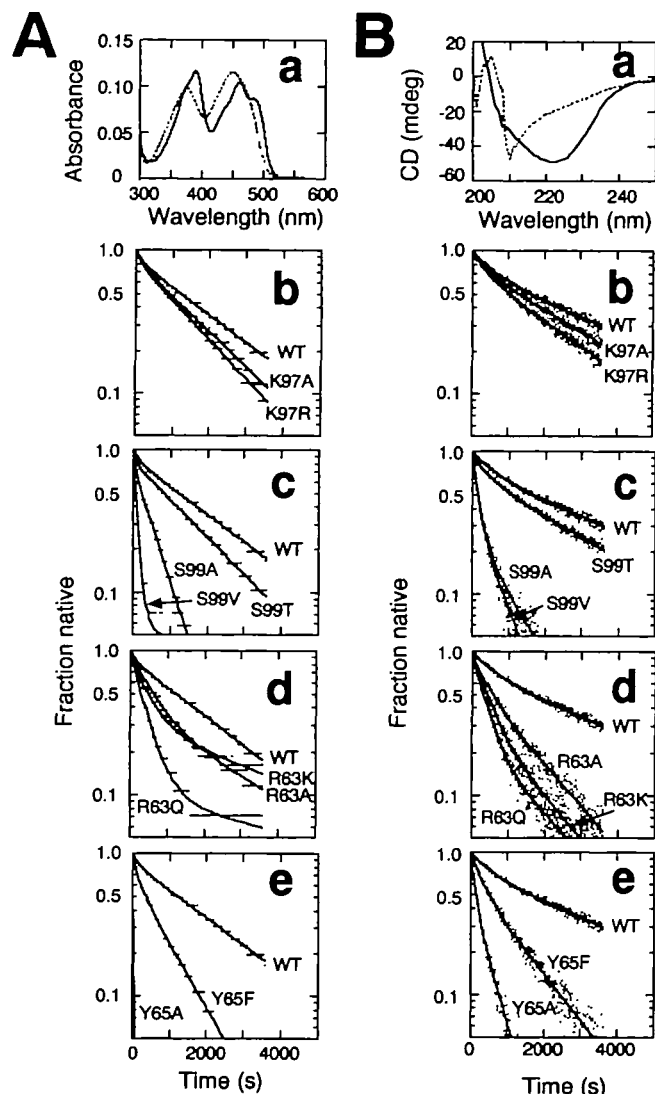 A
a
Absorbance
0.15
0.10
0.05
0
300 400 500 600
Wavelength (nm)
b
1.0
0.5
0.1
WT
K97A
K97R
c
1.0
0.5
0.1
WT
S99A
S99V
S99T
Fraction native
d
1.0
0.5
0.1
WT
R63K
R63A
R63Q
e
1.0
0.5
0.1
WT
Y65F
Y65A
0 2000 4000
Time (s)
B
a
CD (mdeg)
20
0
-20
-40
-60
200 220 240
Wavelength (nm)
b
1.0
0.5
0.1
WT
K97A
K97R
c
1.0
0.5
0.1
WT
S99T
S99A
S99V
Fraction native
d
1.0
0.5
0.1
WT
R63A
R63K
R63Q
e
1.0
0.5
0.1
WT
Y65F
Y65A
0 2000 4000
Time (s)